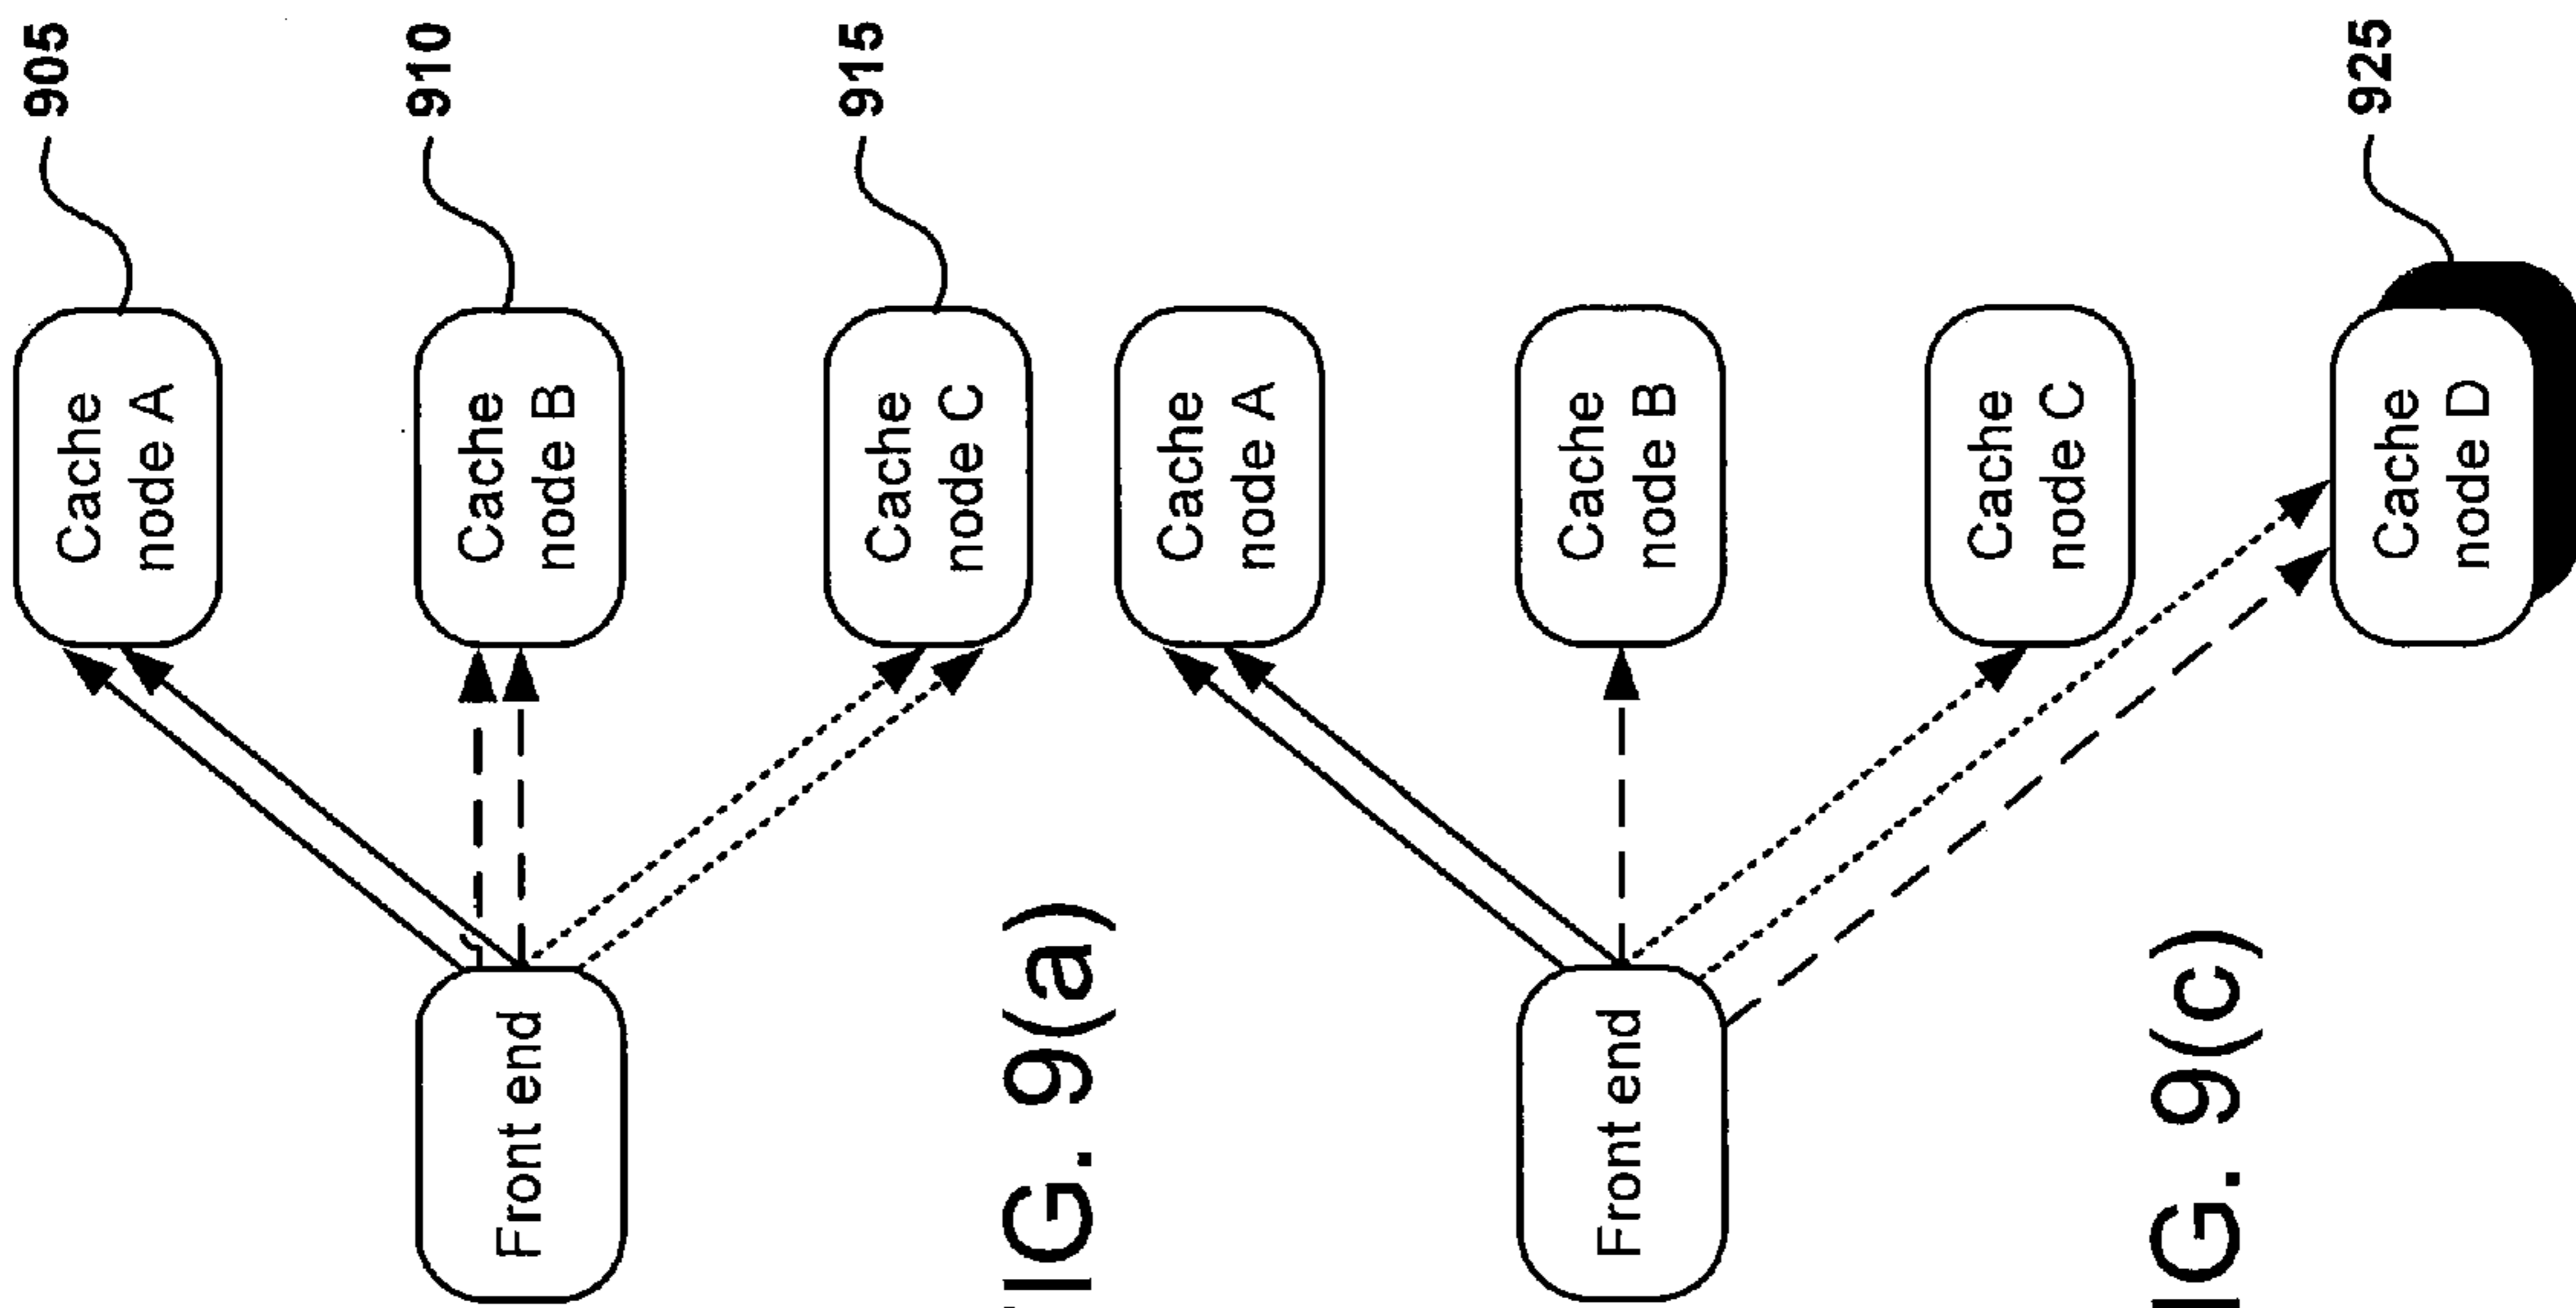 905
Cache
node A
910
Front end
Cache
node B
915
Cache
node C
IG. 9(a)
Cache
node A
Front end
Cache
node B
Cache
node C
IG. 9(c)
925
Cache
node D